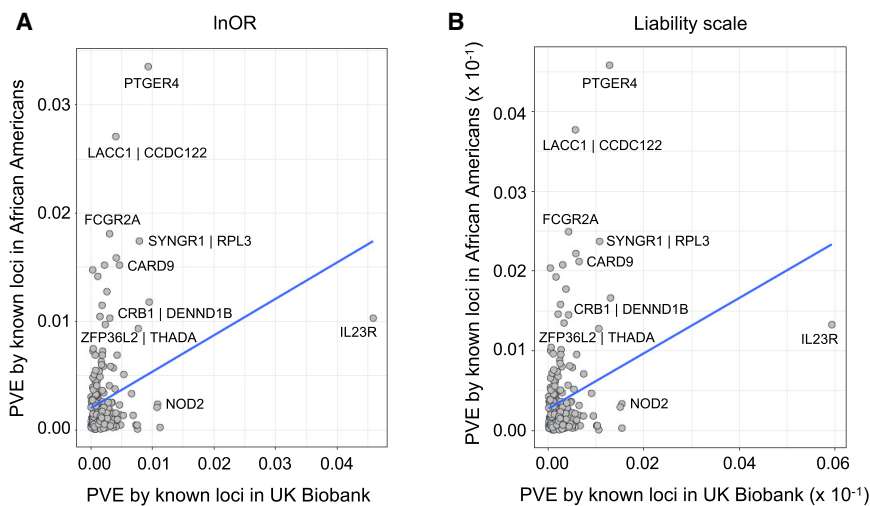 A
lnOR
PVE by known loci in African Americans
0.03
0.02
0.01
0.00
PTGER4
LACC1 | CCDC122
FCGR2A
SYNGR1 | RPL3
CARD9
CRB1 | DENND1B
ZFP36L2 | THADA
IL23R
NOD2
0.00
0.01
0.02
0.03
0.04
PVE by known loci in UK Biobank
B
Liability scale
PVE by known loci in African Americans (x 10⁻¹)
0.04
0.03
0.02
0.01
0.00
PTGER4
LACC1 | CCDC122
FCGR2A
SYNGR1 | RPL3
CARD9
CRB1 | DENND1B
ZFP36L2 | THADA
IL23R
NOD2
0.00
0.02
0.04
0.06
PVE by known loci in UK Biobank (x 10⁻¹)